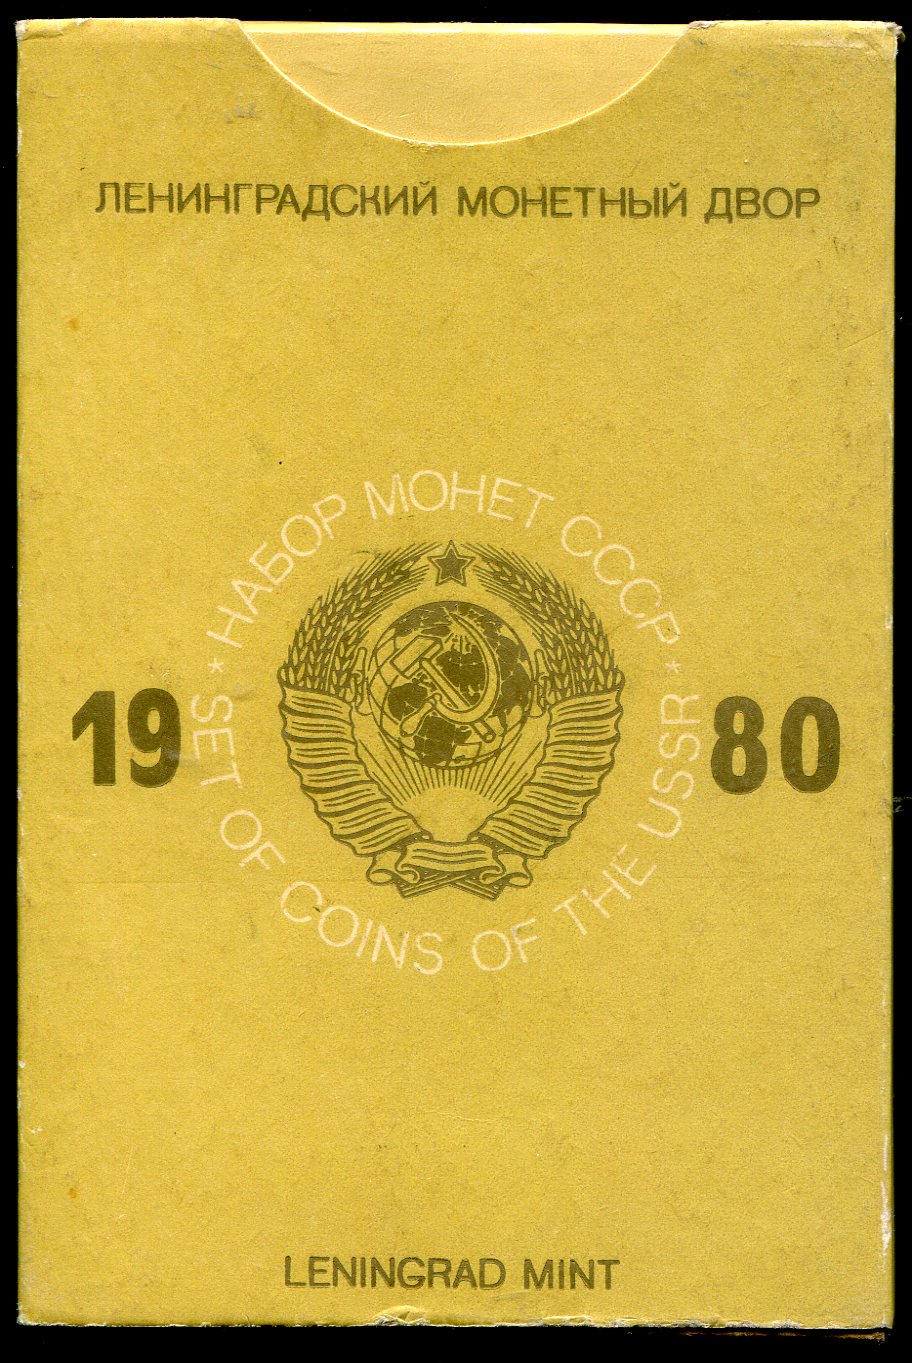 ЛЕНИНГРАДСКИЙ МОНЕТНЫЙ ДВОР
* НАБОР МОНЕТ СССР *
19 80
SET OF COINS OF THE USSR
LENINGRAD MINT